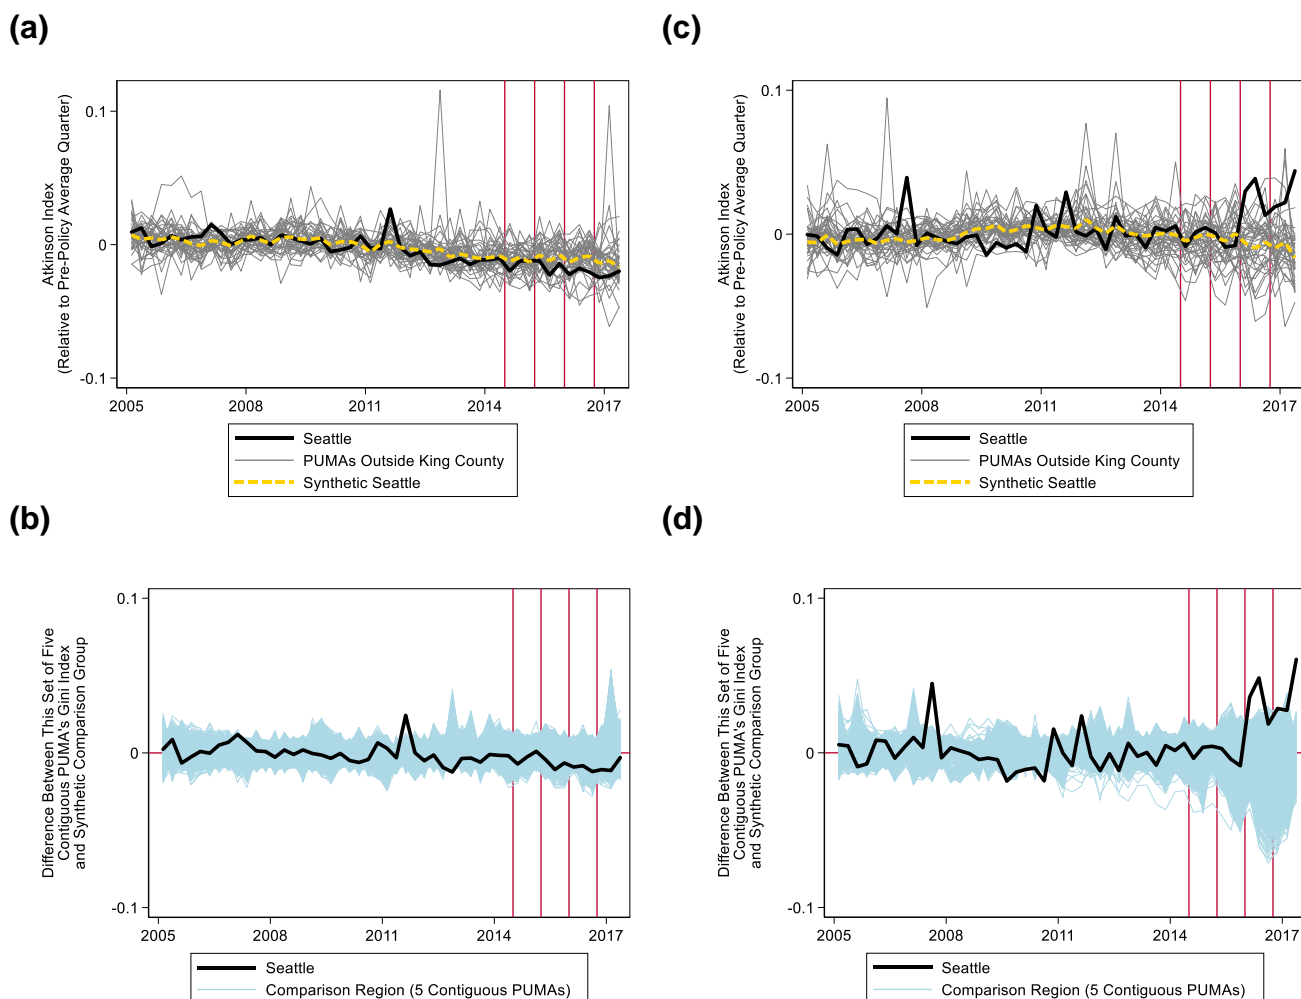 (a)
Atkinson Index
(Relative to Pre-Policy Average Quarter)
0.1
0
-0.1
2005 2008 2011 2014 2017
Seattle
PUMAs Outside King County
Synthetic Seattle
(c)
Atkinson Index
(Relative to Pre-Policy Average Quarter)
0.1
0
-0.1
2005 2008 2011 2014 2017
Seattle
PUMAs Outside King County
Synthetic Seattle
(b)
Difference Between This Set of Five
Contiguous PUMA's Gini Index
and Synthetic Comparison Group
0.1
0
-0.1
2005 2008 2011 2014 2017
Seattle
Comparison Region (5 Contiguous PUMAs)
(d)
Difference Between This Set of Five
Contiguous PUMA's Gini Index
and Synthetic Comparison Group
0.1
0
-0.1
2005 2008 2011 2014 2017
Seattle
Comparison Region (5 Contiguous PUMAs)